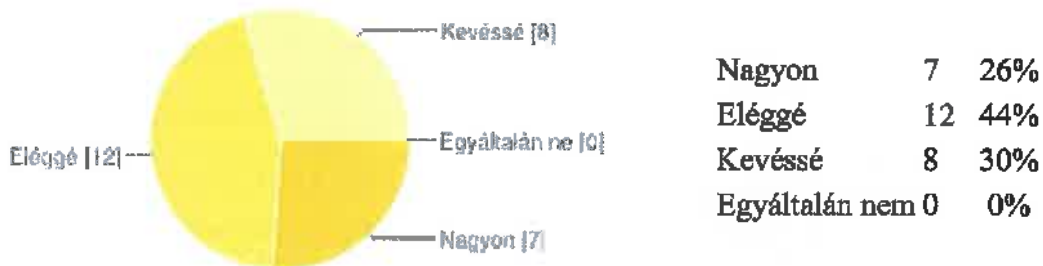 Kevéssé [8]
Egyáltalán ne [0]
Eléggé [12]
Nagyon [7]
Nagyon 7 26%
Eléggé 12 44%
Kevéssé 8 30%
Egyáltalán nem 0 0%